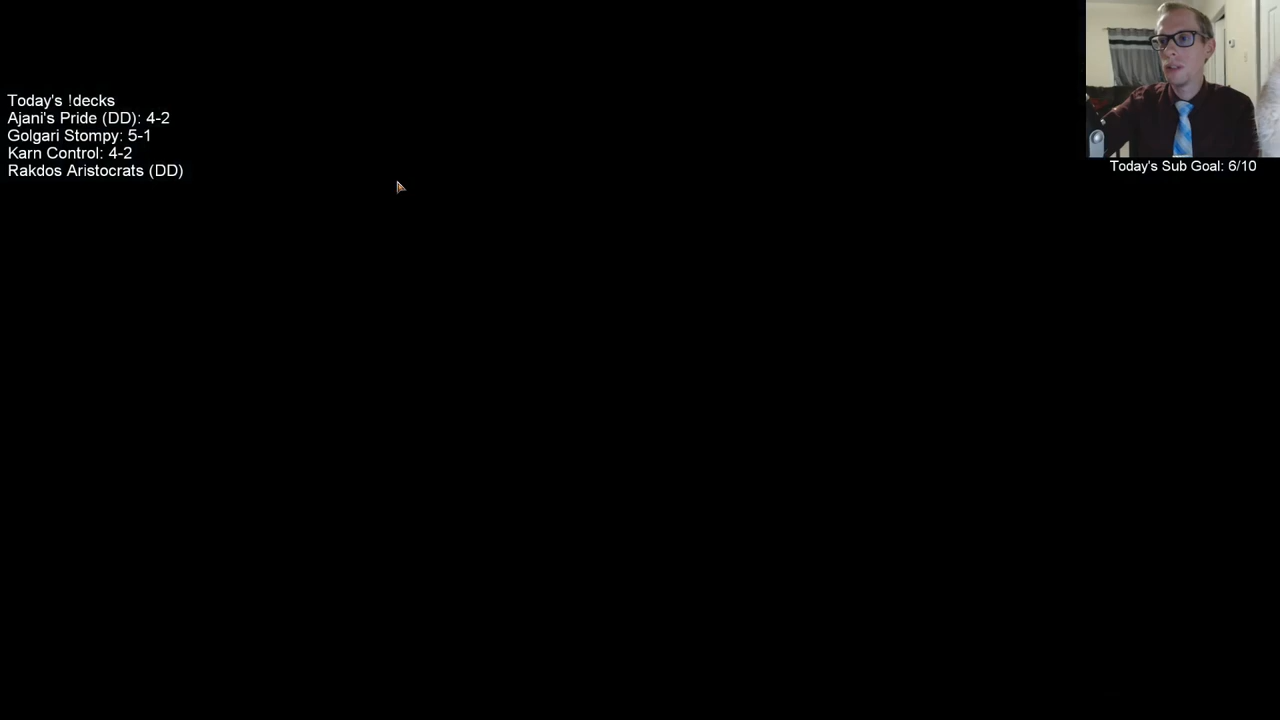 Today's !decks
Ajani's Pride (DD): 4-2
Golgari Stompy: 5-1
Karn Control: 4-2
Rakdos Aristocrats (DD)
Today's Sub Goal: 6/10